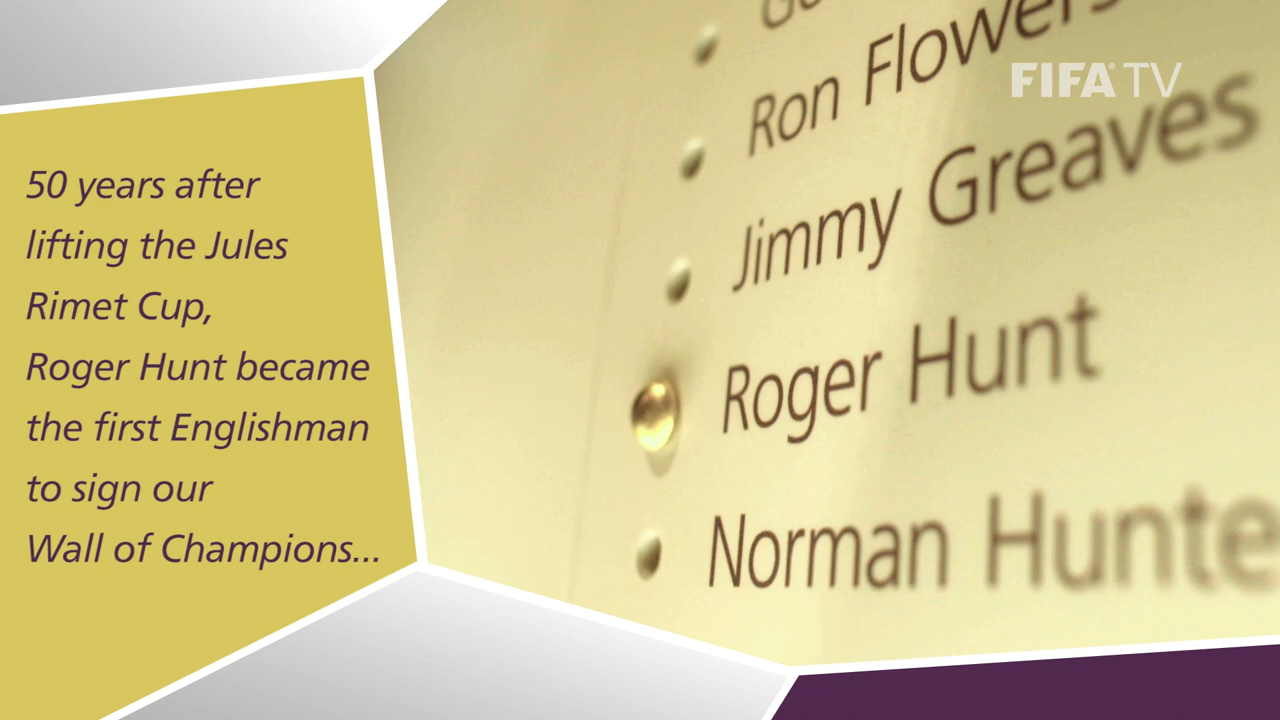 50 years after
lifting the Jules
Rimet Cup,
Roger Hunt became
the first Englishman
to sign our
Wall of Champions...
Ron Flowers
FIFA TV
Jimmy Greaves
Roger Hunt
Norman Hunte